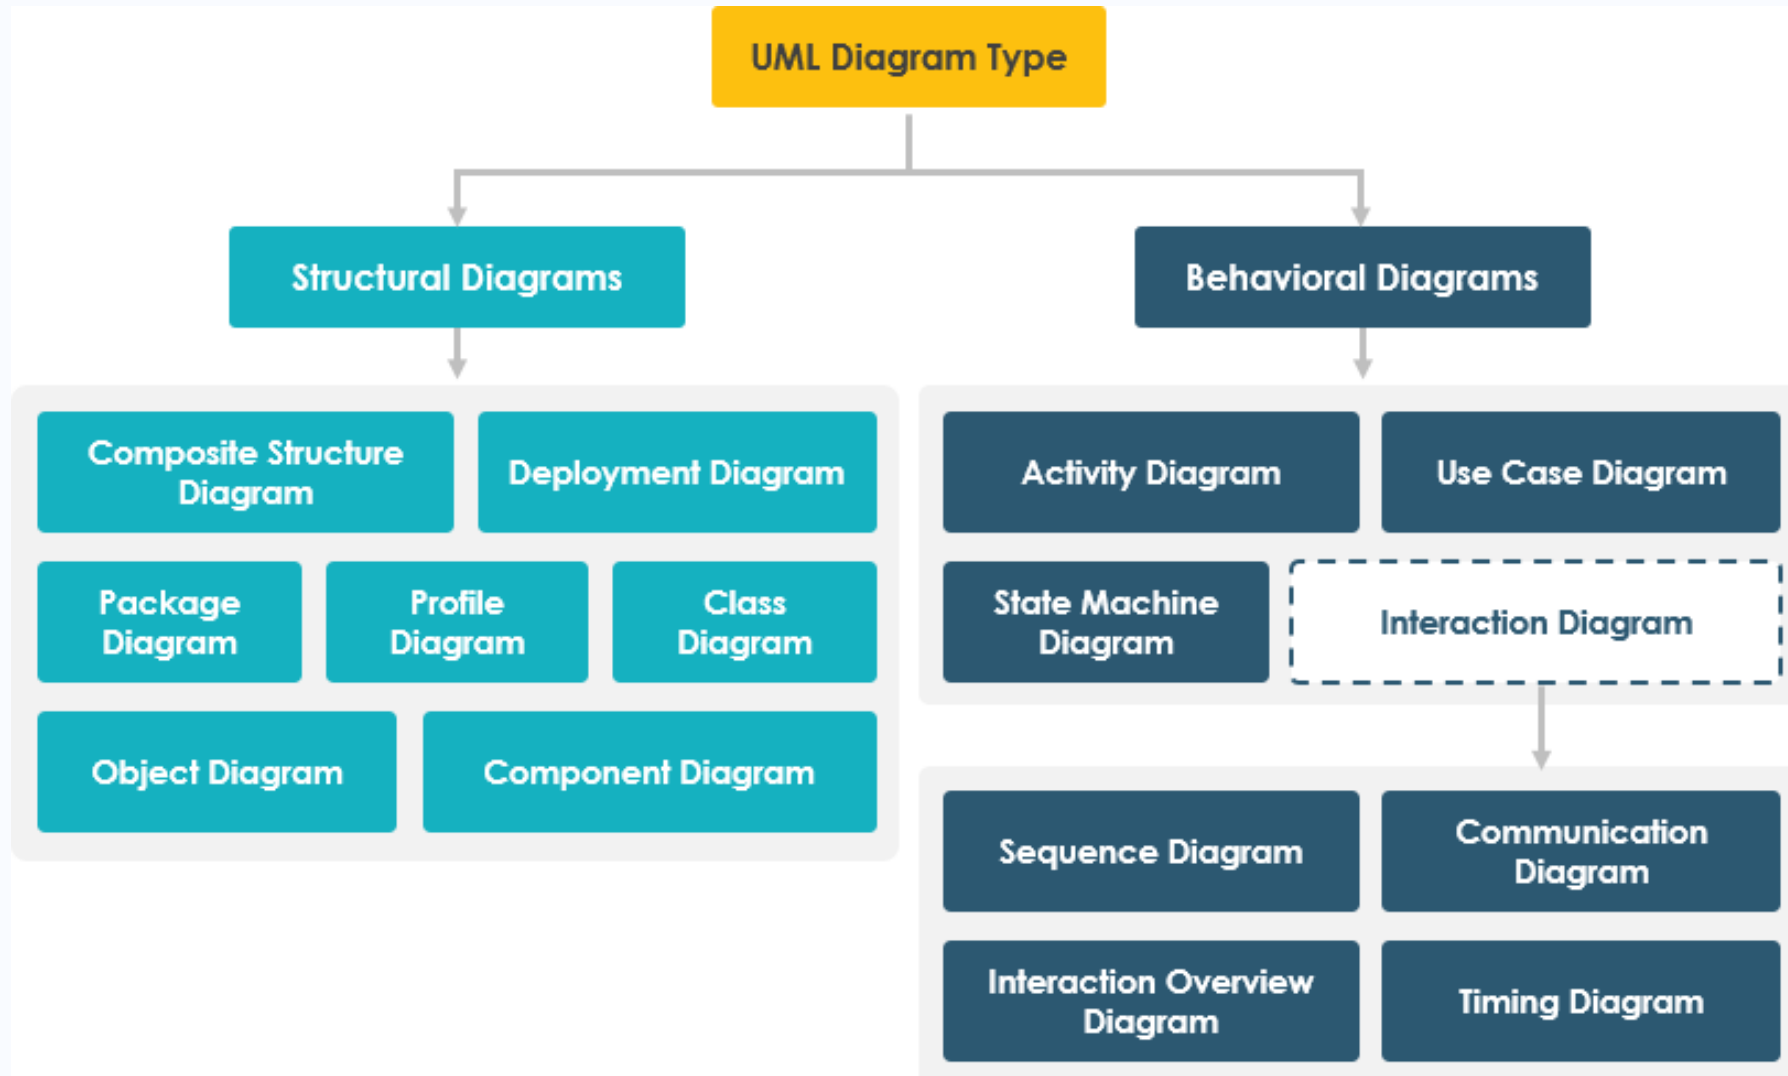 UML Diagram Type
Structural Diagrams
Behavioral Diagrams
Composite Structure
Diagram
Deployment Diagram
Package
Diagram
Profile
Diagram
Class
Diagram
Object Diagram
Component Diagram
Activity Diagram
Use Case Diagram
State Machine
Diagram
Interaction Diagram
Sequence Diagram
Communication
Diagram
Interaction Overview
Diagram
Timing Diagram